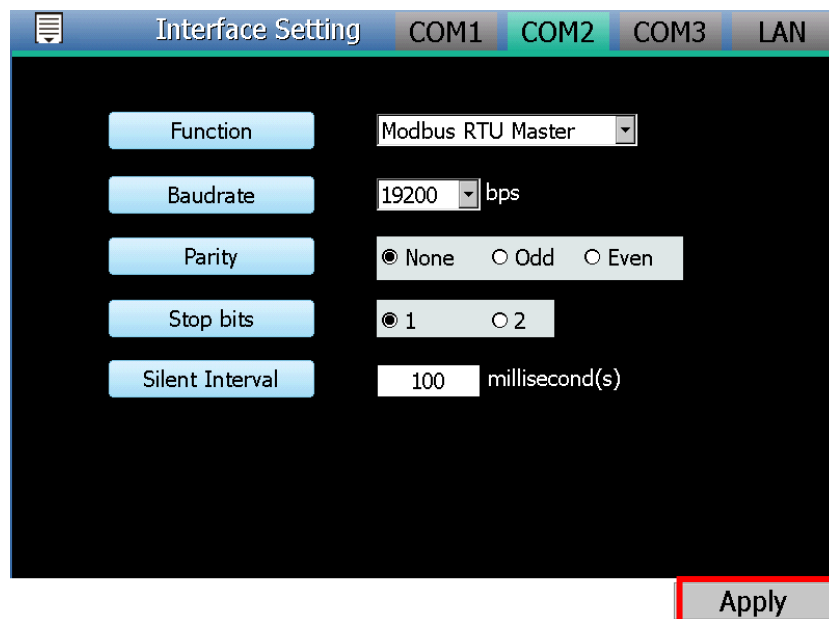 Interface Setting COM1 COM2 COM3 LAN
Function Modbus RTU Master
Baudrate 19200 bps
Parity None Odd Even
Stop bits 1 2
Silent Interval 100 millisecond(s)
Apply